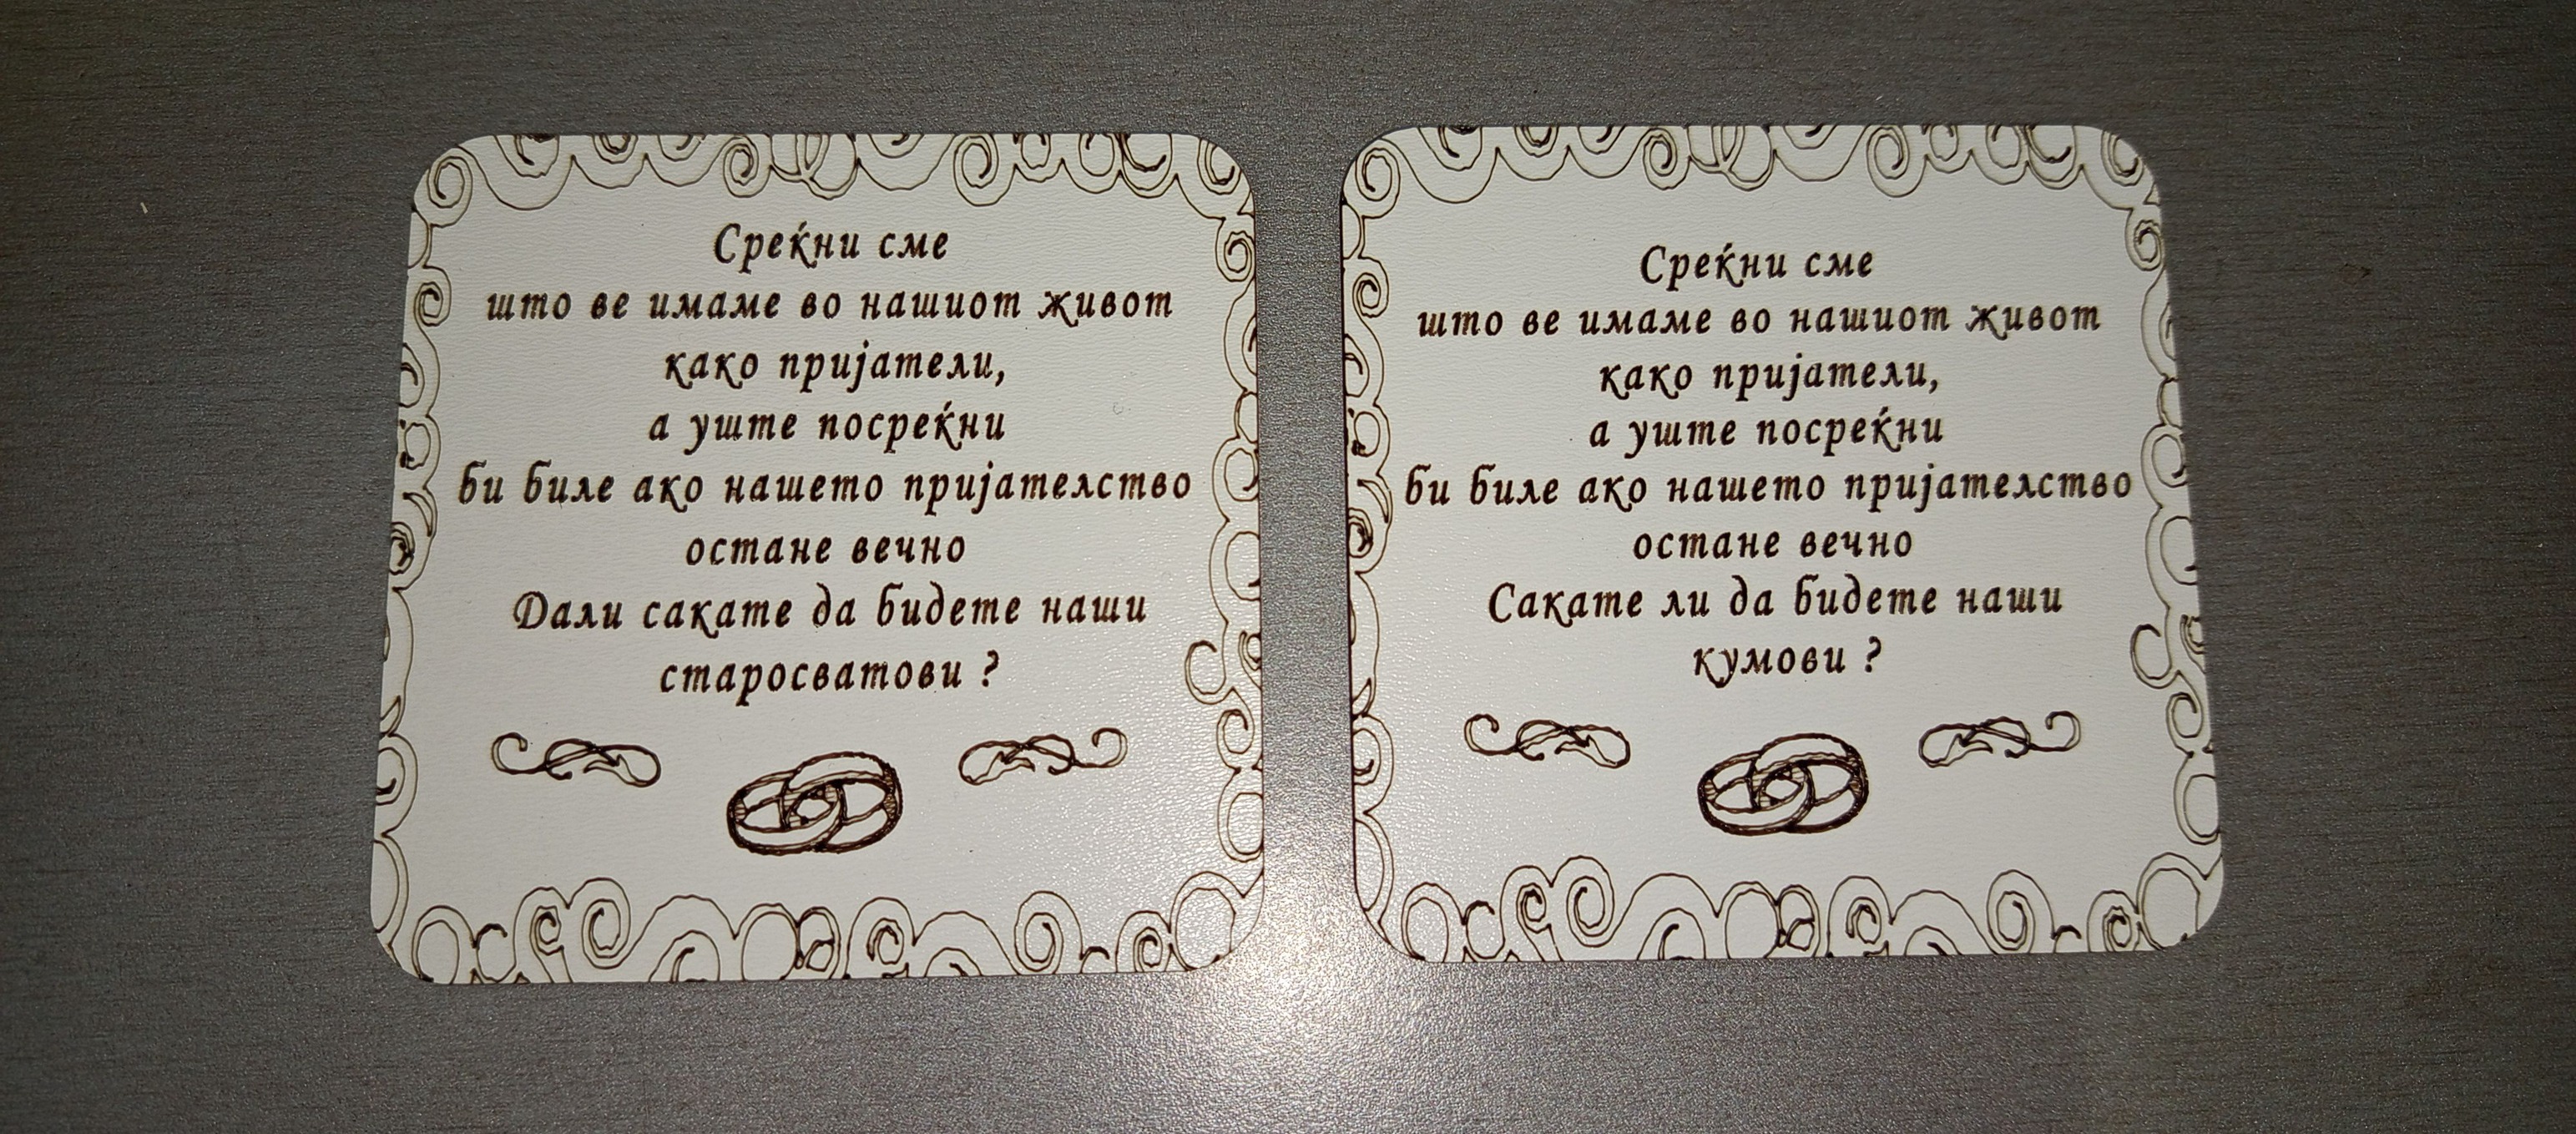 Среќни сме
што ве имаме во нашиот живот
како пријатели,
а уште посреќни
би биле ако нашето пријателство
остане вечно
Дали сакате да бидете наши
старосватови ?
Среќни сме
што ве имаме во нашиот живот
како пријатели,
а уште посреќни
би биле ако нашето пријателство
остане вечно
Сакате ли да бидете наши
кумови ?